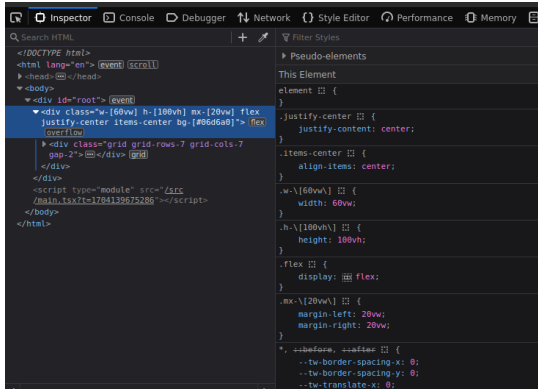 Inspector Console Debugger Network {} Style Editor Performance Memory
Search HTML +
<!DOCTYPE html>
<html lang="en"> event scroll
<head> </head>
<body>
<div id="root"> event
<div class="w-[60vw] h-[100vh] mx-[20vw] flex
justify-center items-center bg-[#06d6a0]"> flex
overflow
<div class="grid grid-rows-7 grid-cols-7
gap-2"> </div> grid
</div>
</div>
<script type="module" src="/src
/main.tsx?t=1704139675286"></script>
</body>
</html>
Filter Styles
Pseudo-elements
This Element
element {
}
.justify-center {
justify-content: center;
}
.items-center {
align-items: center;
}
.w-\[60vw\] {
width: 60vw;
}
.h-\[100vh\] {
height: 100vh;
}
.flex {
display: flex;
}
.mx-\[20vw\] {
margin-left: 20vw;
margin-right: 20vw;
}
*, ::before, ::after {
--tw-border-spacing-x: 0;
--tw-border-spacing-y: 0;
--tw-translate-x: 0;